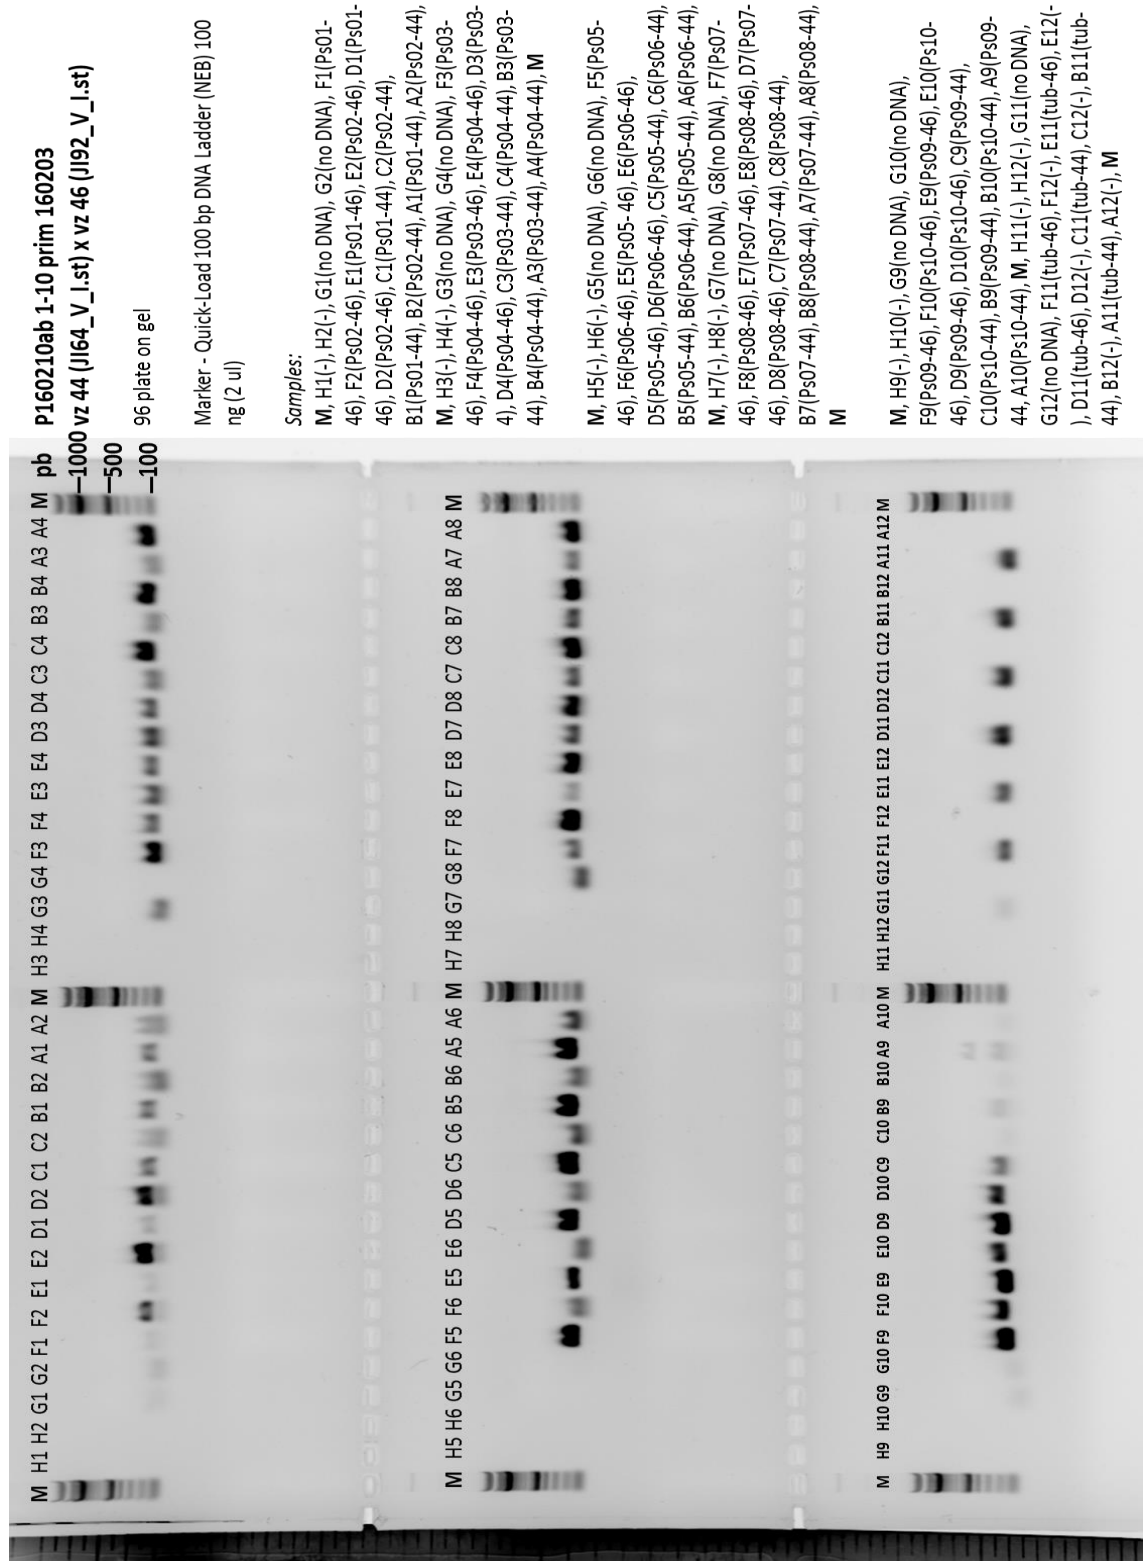 P160210ab 1-10 prim 160203
vz 44 (JI64_V_I.st) x vz 46 (JI92_V_I.st)
96 plate on gel
Marker - Quick-Load 100 bp DNA Ladder (NEB) 100
ng (2 ul)
Samples:
M, H1(-), H2(-), G1(no DNA), G2(no DNA), F1(Ps01-
46), F2(Ps02-46), E1(Ps01-46), E2(Ps02-46), D1(Ps01-
46), D2(Ps02-46), C1(Ps01-44), C2(Ps02-44),
B1(Ps01-44), B2(Ps02-44), A1(Ps01-44), A2(Ps02-44),
M, H3(-), H4(-), G3(no DNA), G4(no DNA), F3(Ps03-
46), F4(Ps04-46), E3(Ps03-46), E4(Ps04-46), D3(Ps03-
4), D4(Ps04-46), C3(Ps03-44), C4(Ps04-44), B3(Ps03-
44), B4(Ps04-44), A3(Ps03-44), A4(Ps04-44), M
M, H5(-), H6(-), G5(no DNA), G6(no DNA), F5(Ps05-
46), F6(Ps06-46), E5(Ps05- 46), E6(Ps06-46),
D5(Ps05-46), D6(Ps06-46), C5(Ps05-44), C6(Ps06-44),
B5(Ps05-44), B6(Ps06-44), A5(Ps05-44), A6(Ps06-44),
M, H7(-), H8(-), G7(no DNA), G8(no DNA), F7(Ps07-
46), F8(Ps08-46), E7(Ps07-46), E8(Ps08-46), D7(Ps07-
46), D8(Ps08-46), C7(Ps07-44), C8(Ps08-44),
B7(Ps07-44), B8(Ps08-44), A7(Ps07-44), A8(Ps08-44),
M
M, H9(-), H10(-), G9(no DNA), G10(no DNA),
F9(Ps09-46), F10(Ps10-46), E9(Ps09-46), E10(Ps10-
46), D9(Ps09-46), D10(Ps10-46), C9(Ps09-44),
C10(Ps10-44), B9(Ps09-44), B10(Ps10-44), A9(Ps09-
44, A10(Ps10-44), M, H11(-), H12(-), G11(no DNA),
G12(no DNA), F11(tub-46), F12(-), E11(tub-46), E12(-
), D11(tub-46), D12(-), C11(tub-44), C12(-), B11(tub-
44), B12(-), A11(tub-44), A12(-), M
M H1 H2 G1 G2 F1 F2 E1 E2 D1 D2 C1 C2 B1 B2 A1 A2 M H3 H4 G3 G4 F3 F4 E3 E4 D3 D4 C3 C4 B3 B4 A3 A4 M pb
1000
500
100
M H5 H6 G5 G6 F5 F6 E5 E6 D5 D6 C5 C6 B5 B6 A5 A6 M H7 H8 G7 G8 F7 F8 E7 E8 D7 D8 C7 C8 B7 B8 A7 A8 M
M H9 H10 G9 G10 F9 F10 E9 E10 D9 D10 C9 C10 B9 B10 A9 A10 M H11 H12 G11 G12 F11 F12 E11 E12 D11 D12 C11 C12 B11 B12 A11 A12 M